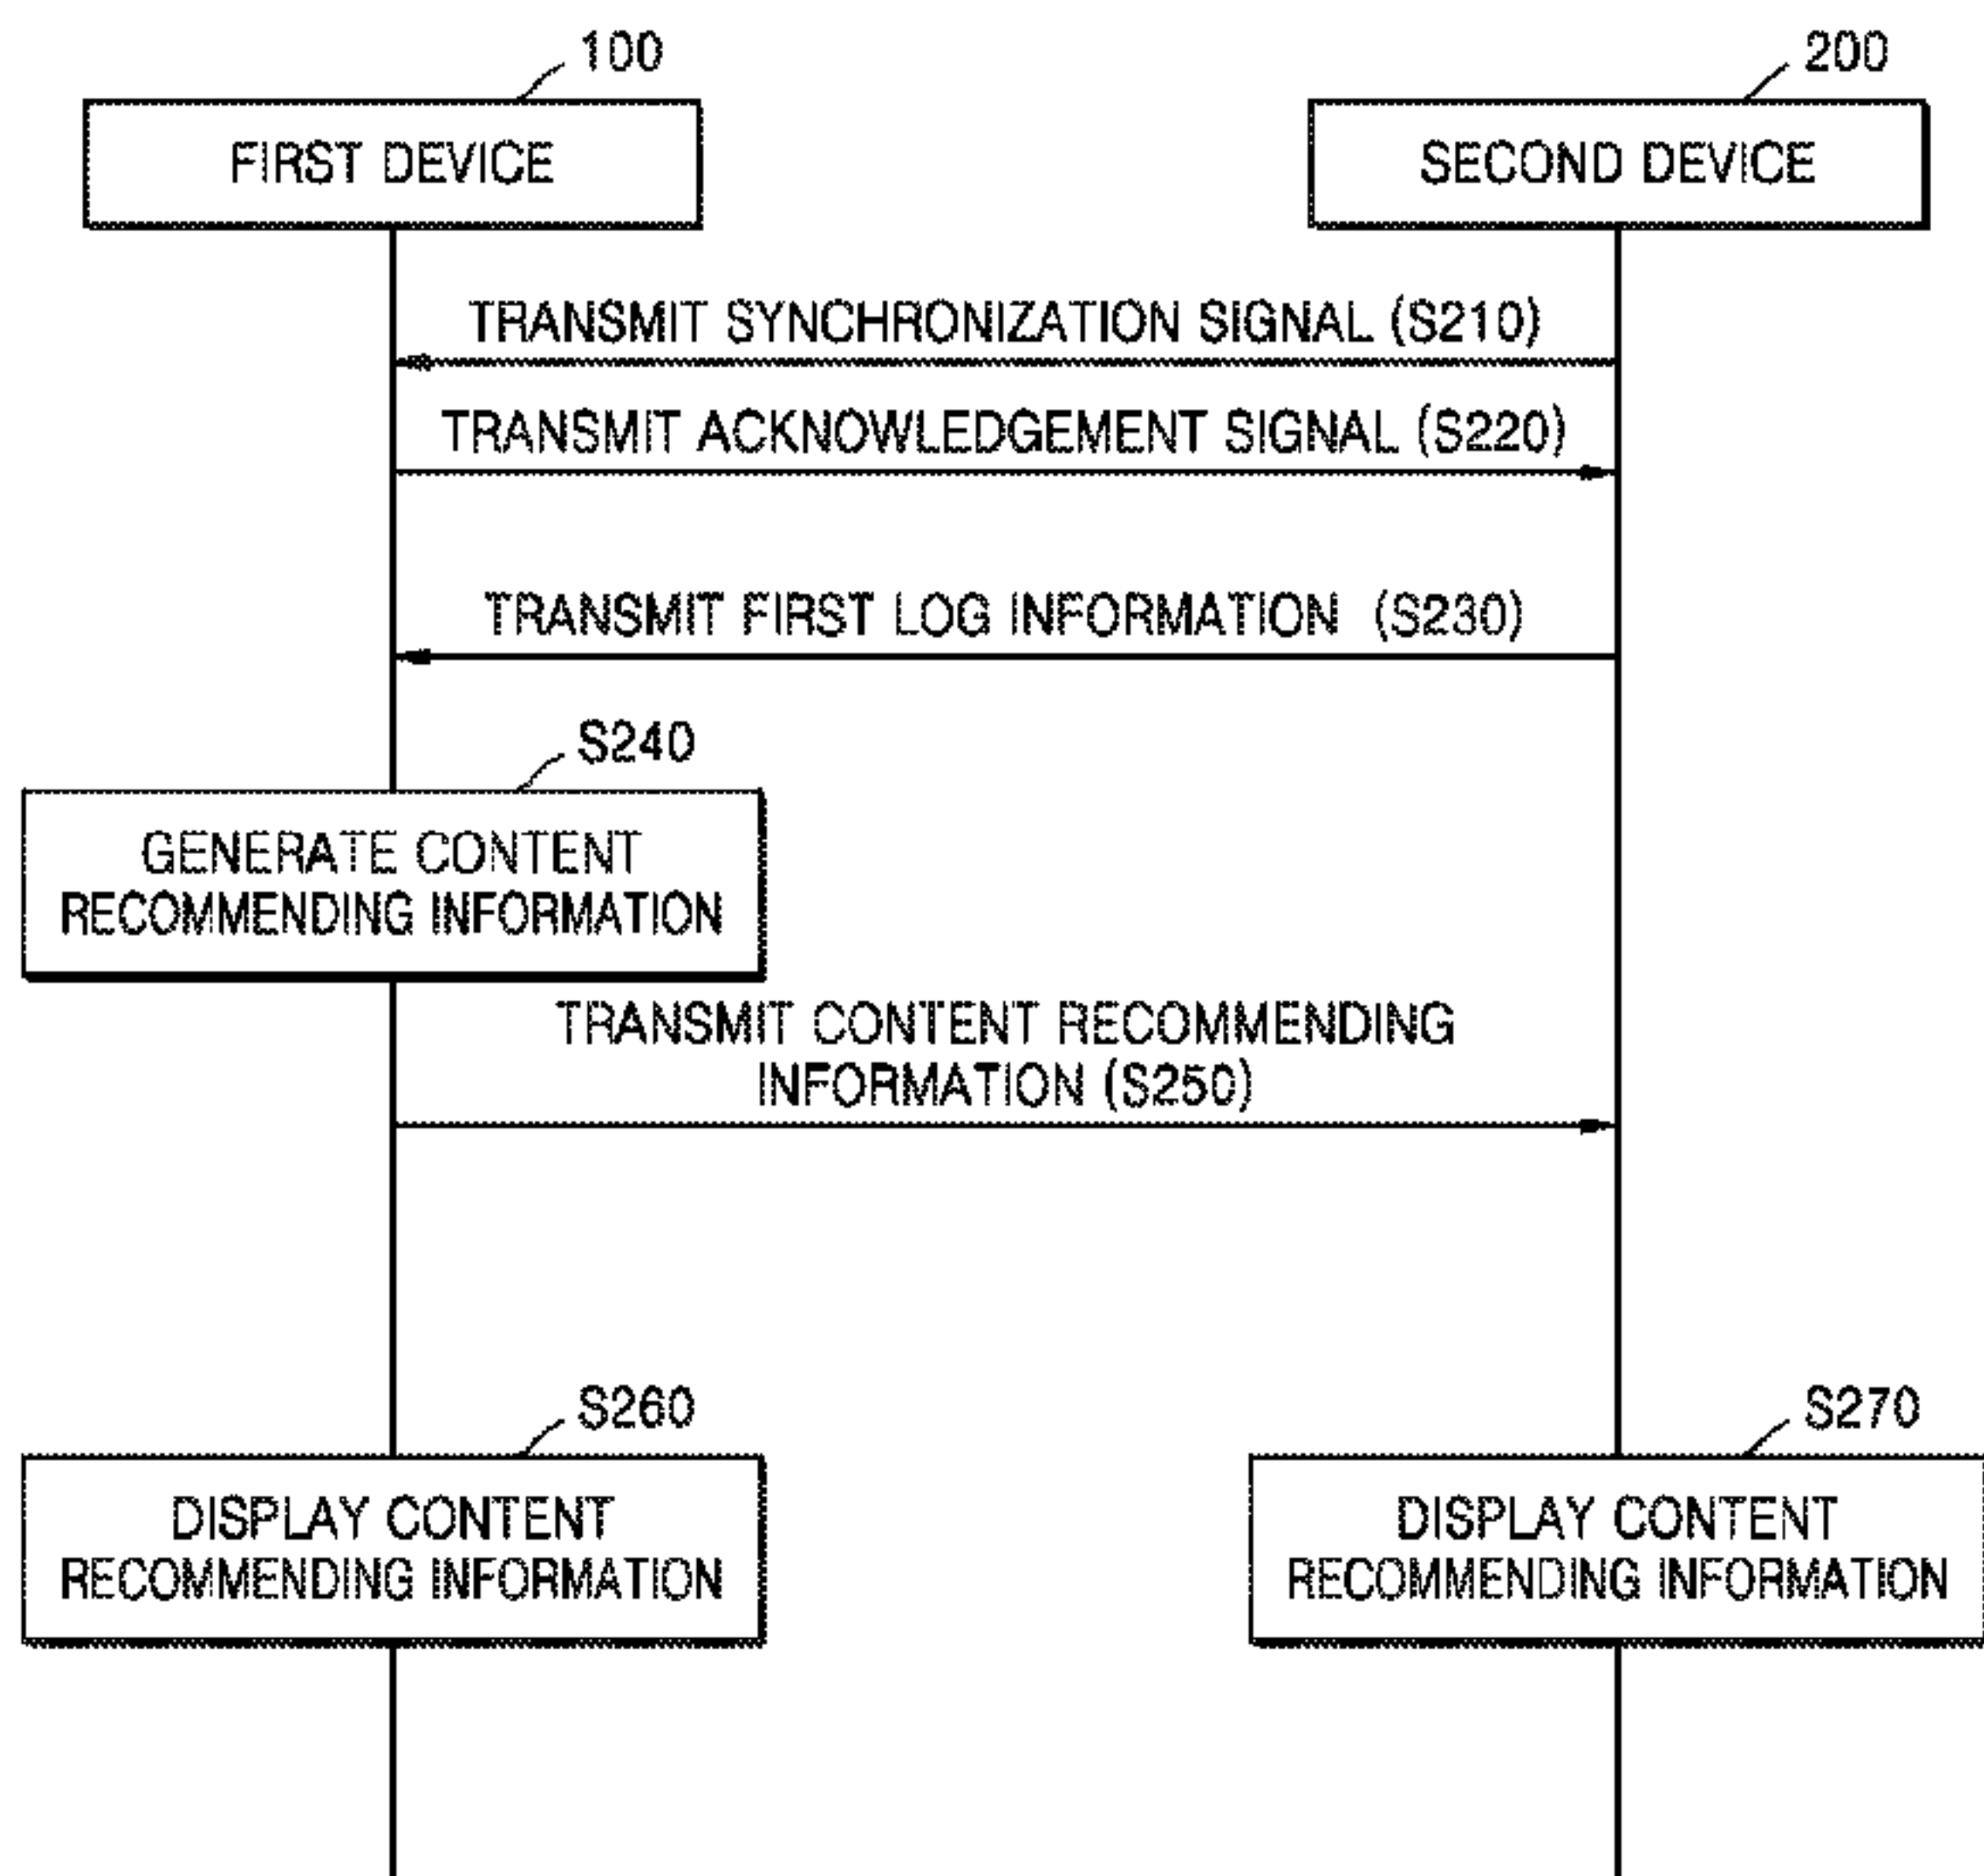 100
200
FIRST DEVICE
SECOND DEVICE
TRANSMIT SYNCHRONIZATION SIGNAL (S210)
TRANSMIT ACKNOWLEDGEMENT SIGNAL (S220)
TRANSMIT FIRST LOG INFORMATION (S230)
S240
GENERATE CONTENT
RECOMMENDING INFORMATION
TRANSMIT CONTENT RECOMMENDING
INFORMATION (S250)
S260
S270
DISPLAY CONTENT
RECOMMENDING INFORMATION
DISPLAY CONTENT
RECOMMENDING INFORMATION